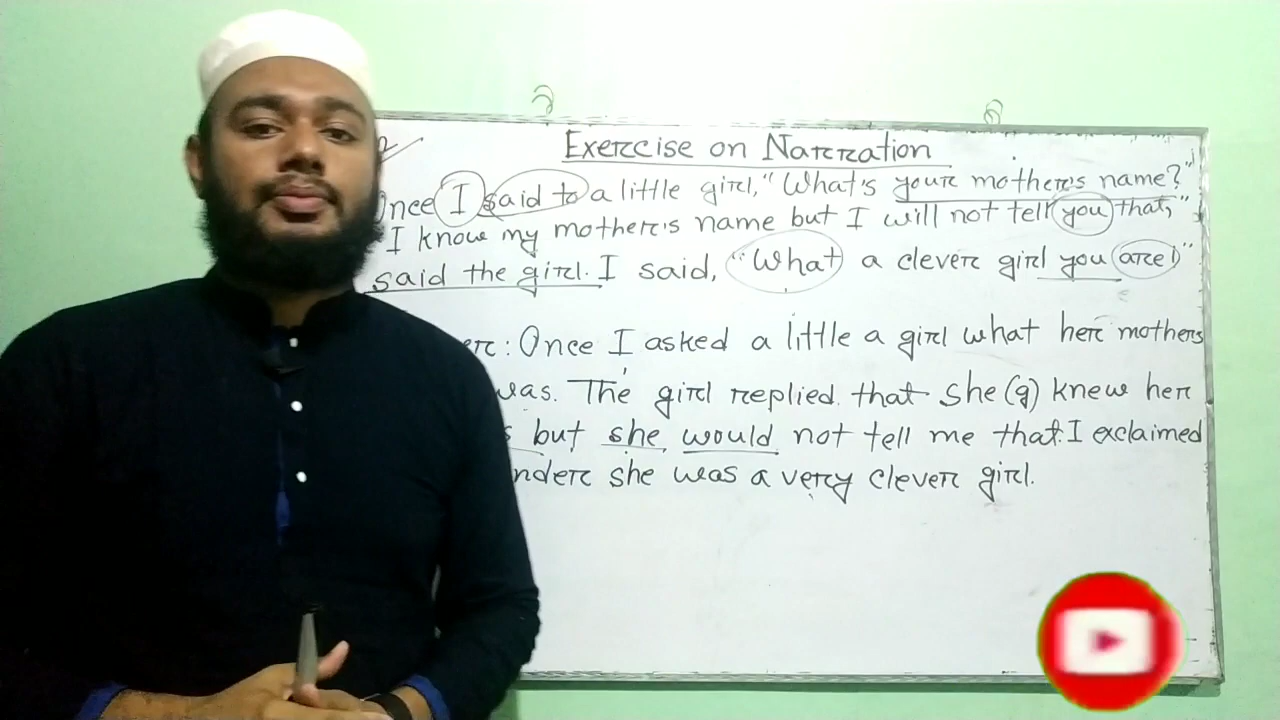 Exercise on Narration
Once I said to a little girl, "What's your mother's name?"
"I know my mother's name but I will not tell you that,"
said the girl. I said, "What a clever girl you are!"
er: Once I asked a little a girl what her mothers
was. The girl replied that she (g) knew her
but she would not tell me that. I exclaimed
she was a very clever girl.